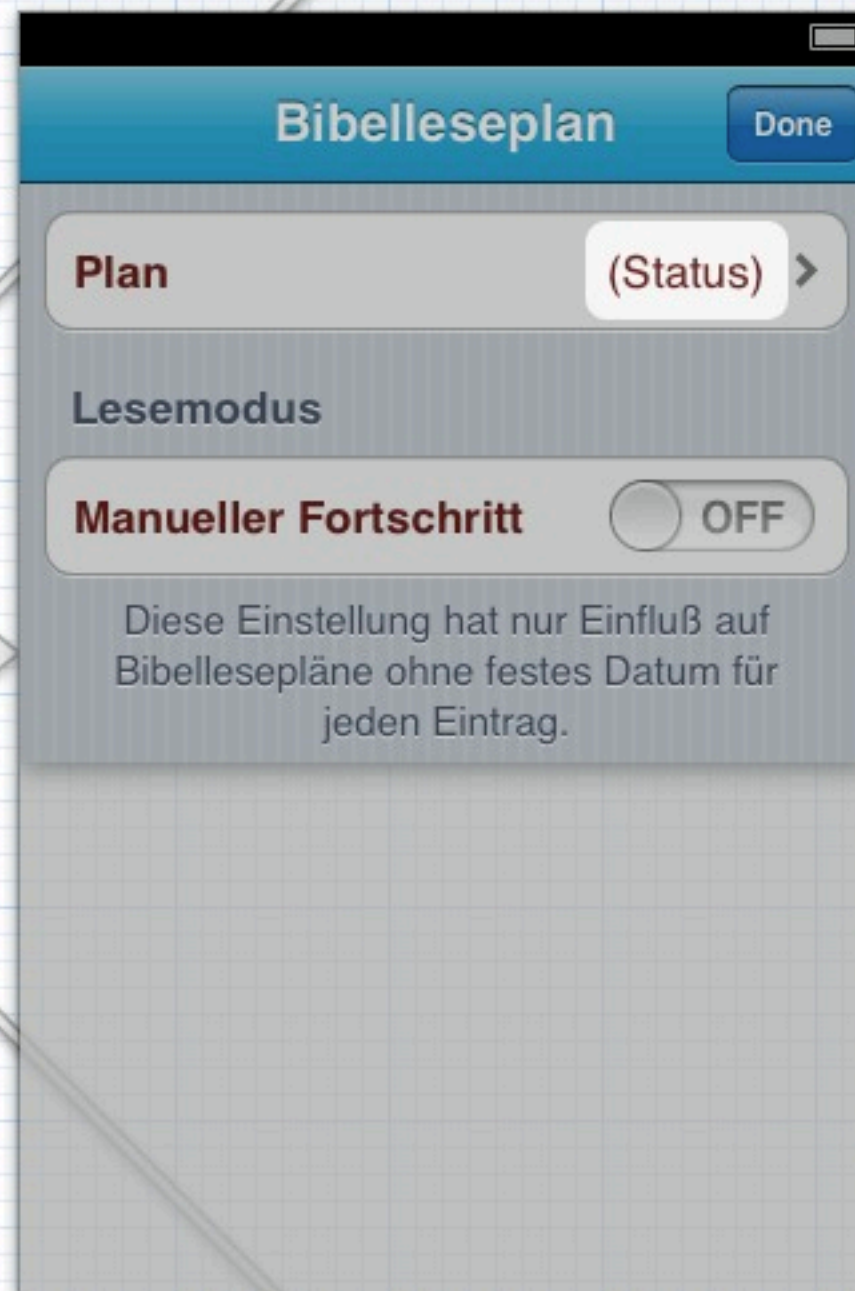 Bibelleseplan
Done
Plan (Status)
Lesemodus
Manueller Fortschritt OFF
Diese Einstellung hat nur Einfluß auf
Bibellesepläne ohne festes Datum für
jeden Eintrag.